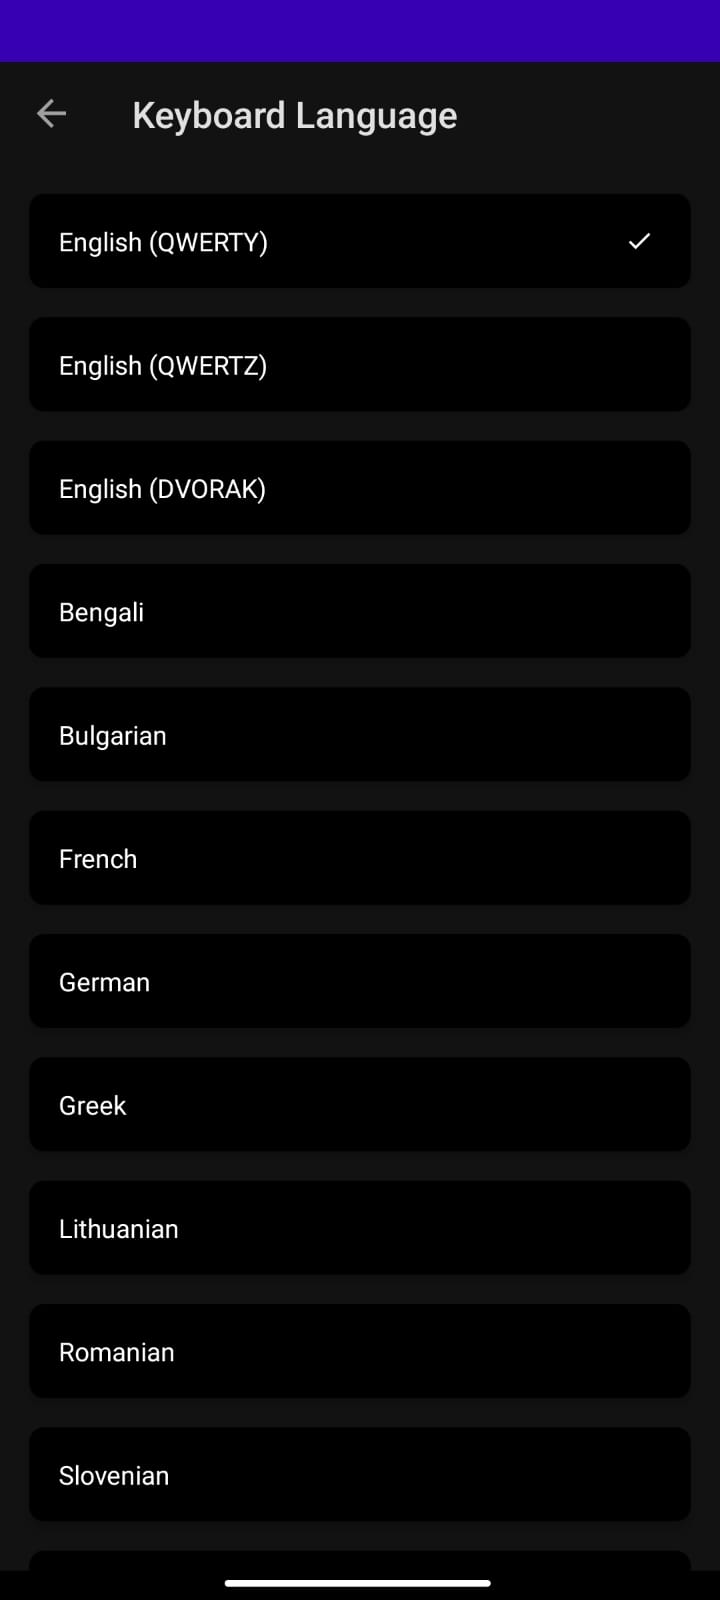 Keyboard Language
English (QWERTY)
English (QWERTZ)
English (DVORAK)
Bengali
Bulgarian
French
German
Greek
Lithuanian
Romanian
Slovenian